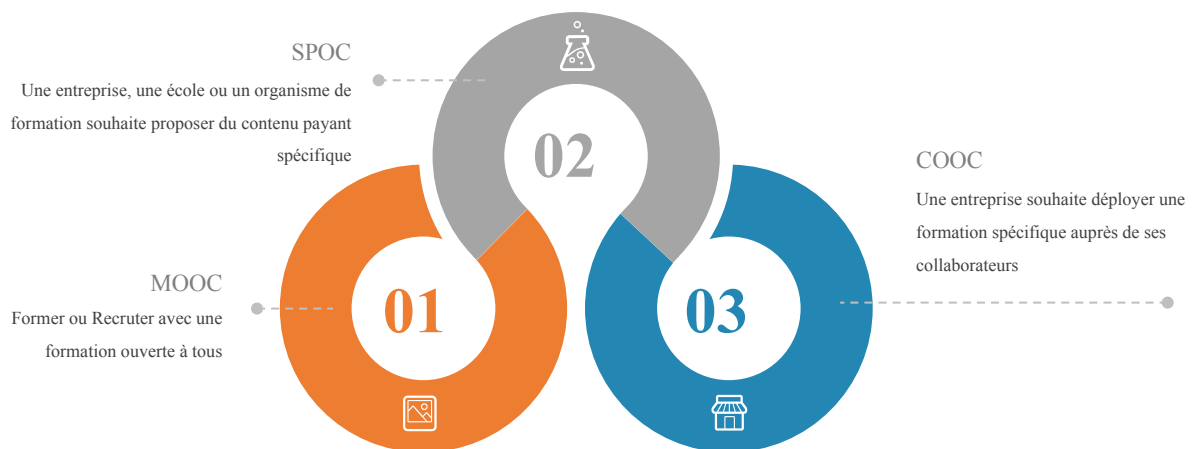 SPOC
Une entreprise, une école ou un organisme de
formation souhaite proposer du contenu payant
spécifique
02
COOC
Une entreprise souhaite déployer une
formation spécifique auprès de ses
collaborateurs
MOOC
Former ou Recruter avec une
formation ouverte à tous
01
03